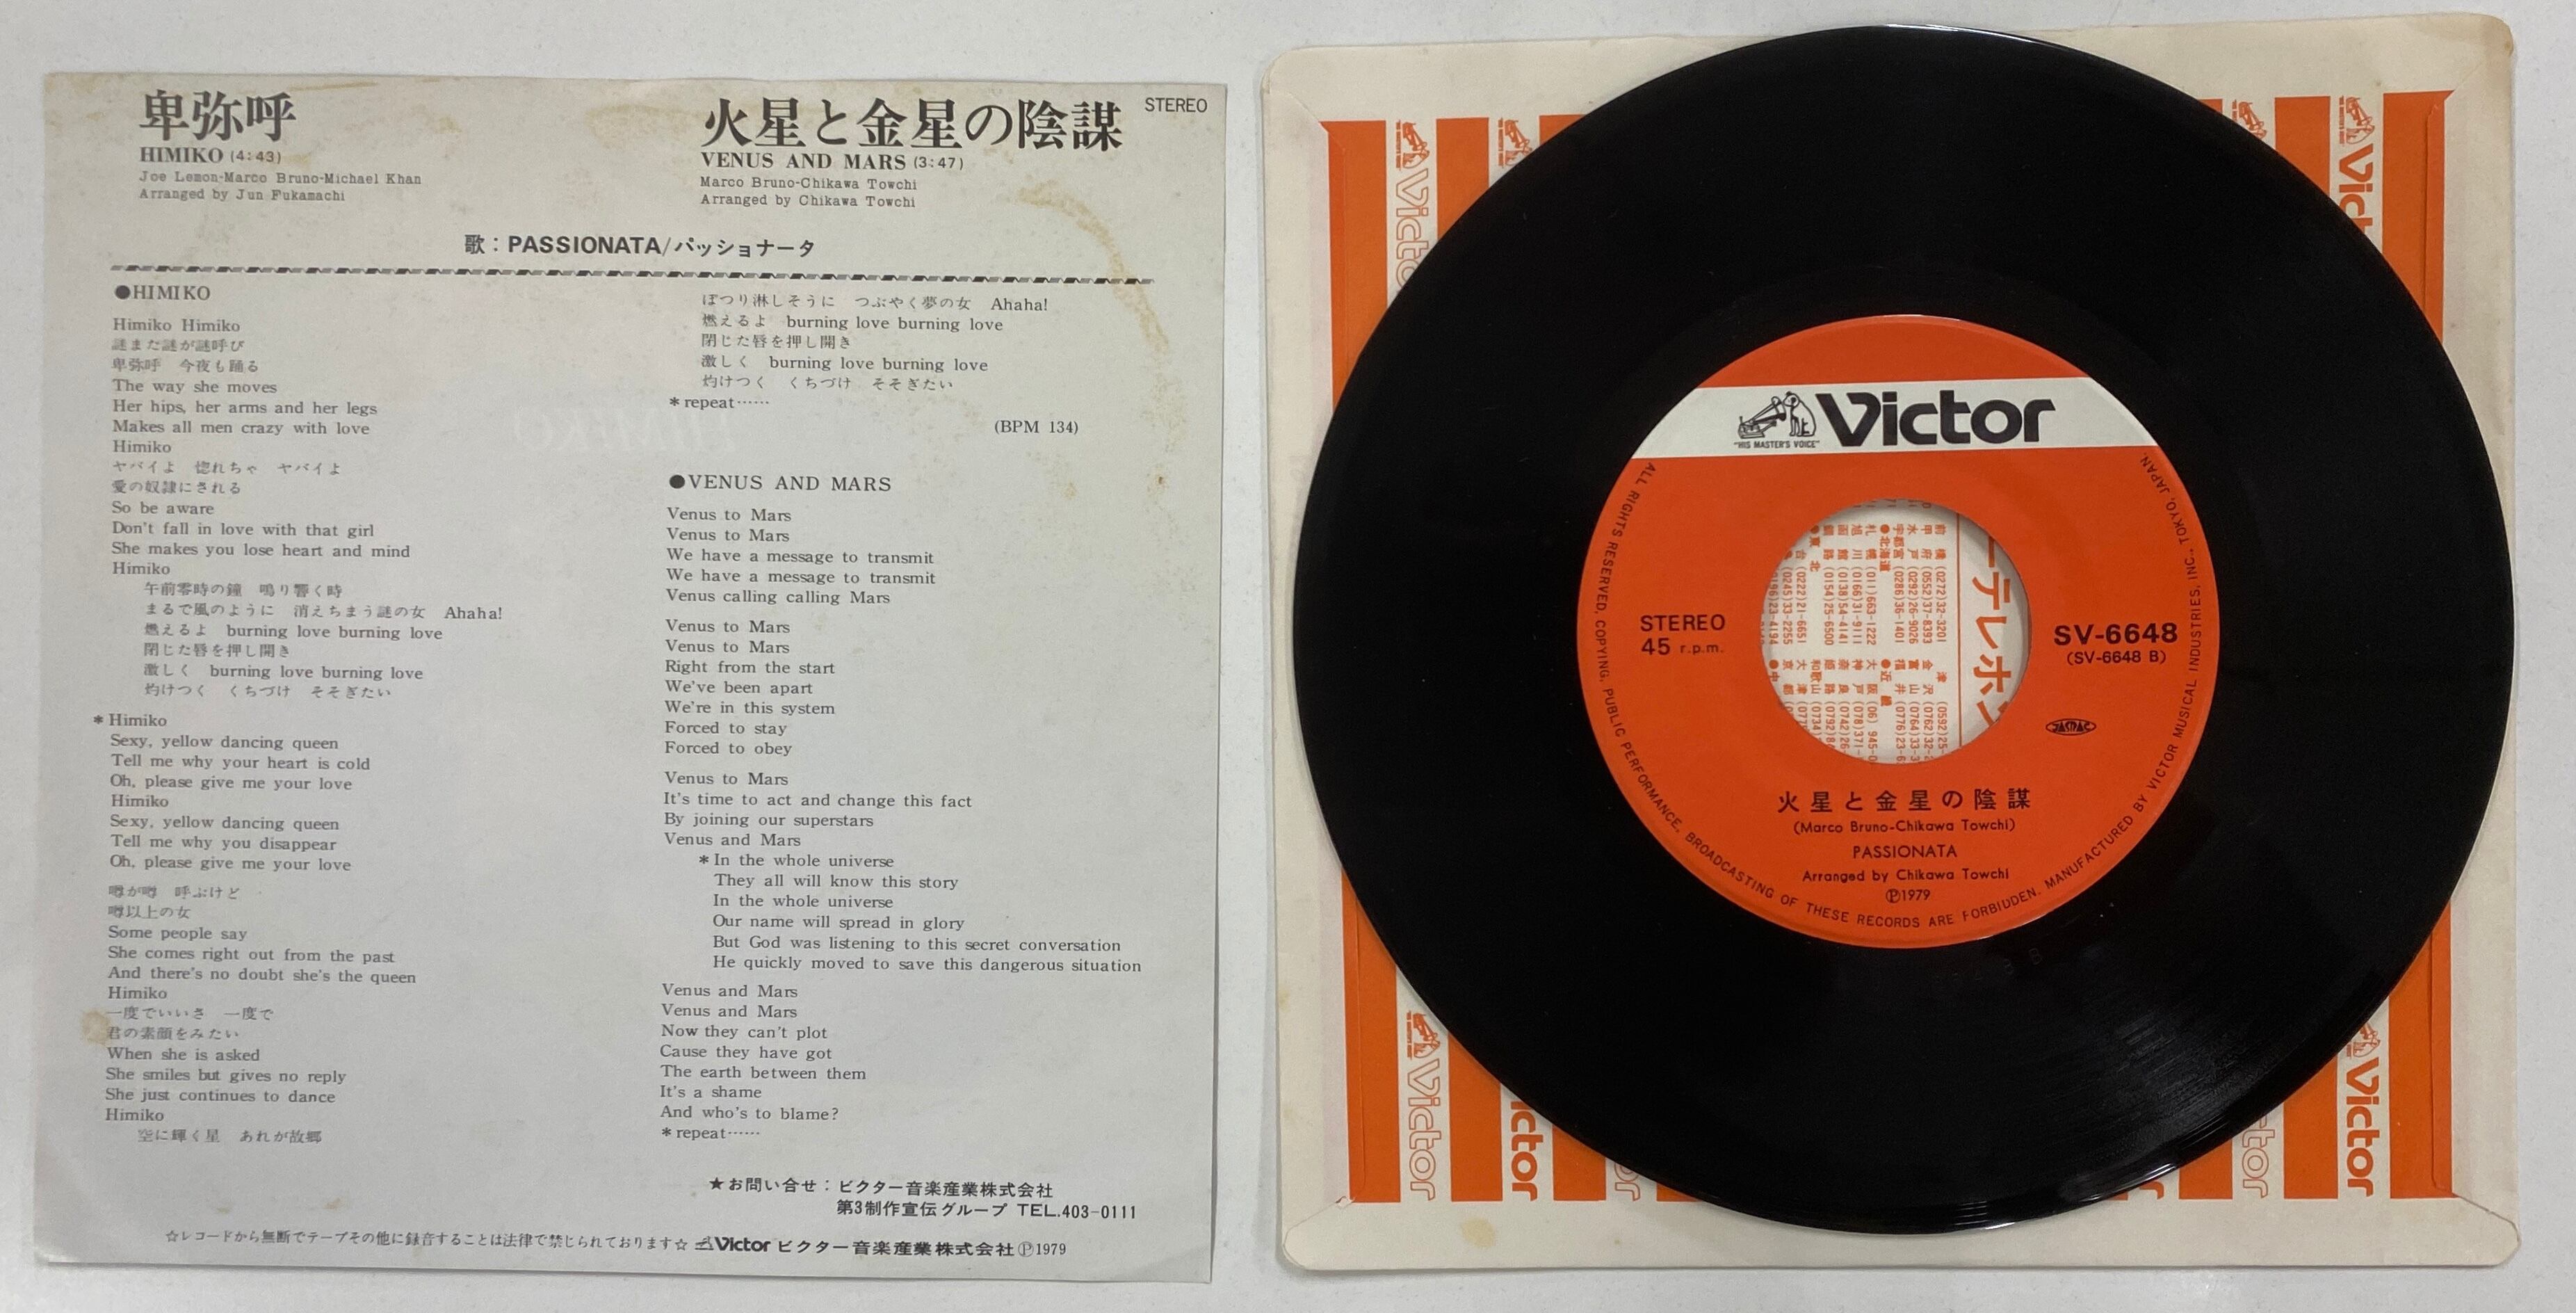 卑弥呼
HIMIKO (4:43)
Joe Lemon-Marco Bruno-Michael Khan
Arranged by Jun Fukamachi
火星と金星の陰謀
STEREO
VENUS AND MARS (3:47)
Marco Bruno-Chikawa Towchi
Arranged by Chikawa Towchi
歌：PASSIONATA/パッショナータ
●HIMIKO
Himiko Himiko
謎また謎が謎呼び
卑弥呼　今夜も踊る
The way she moves
Her hips, her arms and her legs
Makes all men crazy with love
Himiko
ヤバイよ　惚れちゃ　ヤバイよ
愛の奴隷にされる
So be aware
Don't fall in love with that girl
She makes you lose heart and mind
Himiko
午前零時の鐘　鳴り響く時
まるで風のように　消えちまう謎の女　Ahaha!
燃えるよ　burning love burning love
閉じた唇を押し開き
激しく　burning love burning love
灼けつく　くちづけ　そそぎたい
＊Himiko
Sexy, yellow dancing queen
Tell me why your heart is cold
Oh, please give me your love
Himiko
Sexy, yellow dancing queen
Tell me why you disappear
Oh, please give me your love
噂が噂　呼ぶけど
噂以上の女
Some people say
She comes right out from the past
And there's no doubt she's the queen
Himiko
一度でいいさ　一度で
君の素顔をみたい
When she is asked
She smiles but gives no reply
She just continues to dance
Himiko
空に輝く星　あれが故郷
ぽつり淋しそうに　つぶやく夢の女　Ahaha!
燃えるよ　burning love burning love
閉じた唇を押し開き
激しく　burning love burning love
灼けつく　くちづけ　そそぎたい
＊repeat……
(BPM 134)
●VENUS AND MARS
Venus to Mars
Venus to Mars
We have a message to transmit
We have a message to transmit
Venus calling calling Mars
Venus to Mars
Venus to Mars
Right from the start
We've been apart
We're in this system
Forced to stay
Forced to obey
Venus to Mars
It's time to act and change this fact
By joining our superstars
Venus and Mars
＊In the whole universe
They all will know this story
In the whole universe
Our name will spread in glory
But God was listening to this secret conversation
He quickly moved to save this dangerous situation
Venus and Mars
Venus and Mars
Now they can't plot
Cause they have got
The earth between them
It's a shame
And who's to blame?
＊repeat……
★お問い合せ：ビクター音楽産業株式会社
第3制作宣伝グループ TEL.403-0111
☆レコードから無断でテープその他に録音することは法律で禁じられております☆ Victor ビクター音楽産業株式会社Ⓟ1979
Victor
"HIS MASTER'S VOICE"
STEREO
45 r.p.m.
SV-6648
(SV-6648 B)
JASRAC
火星と金星の陰謀
(Marco Bruno-Chikawa Towchi)
PASSIONATA
Arranged by Chikawa Towchi
Ⓟ1979
ALL RIGHTS RESERVED. COPYING. PUBLIC PERFORMANCE. BROADCASTING OF THESE RECORDS ARE FORBIDDEN. MANUFACTURED BY VICTOR MUSICAL INDUSTRIES, INC., TOKYO, JAPAN.
Victor
Victor
Victor
Victor
Victor